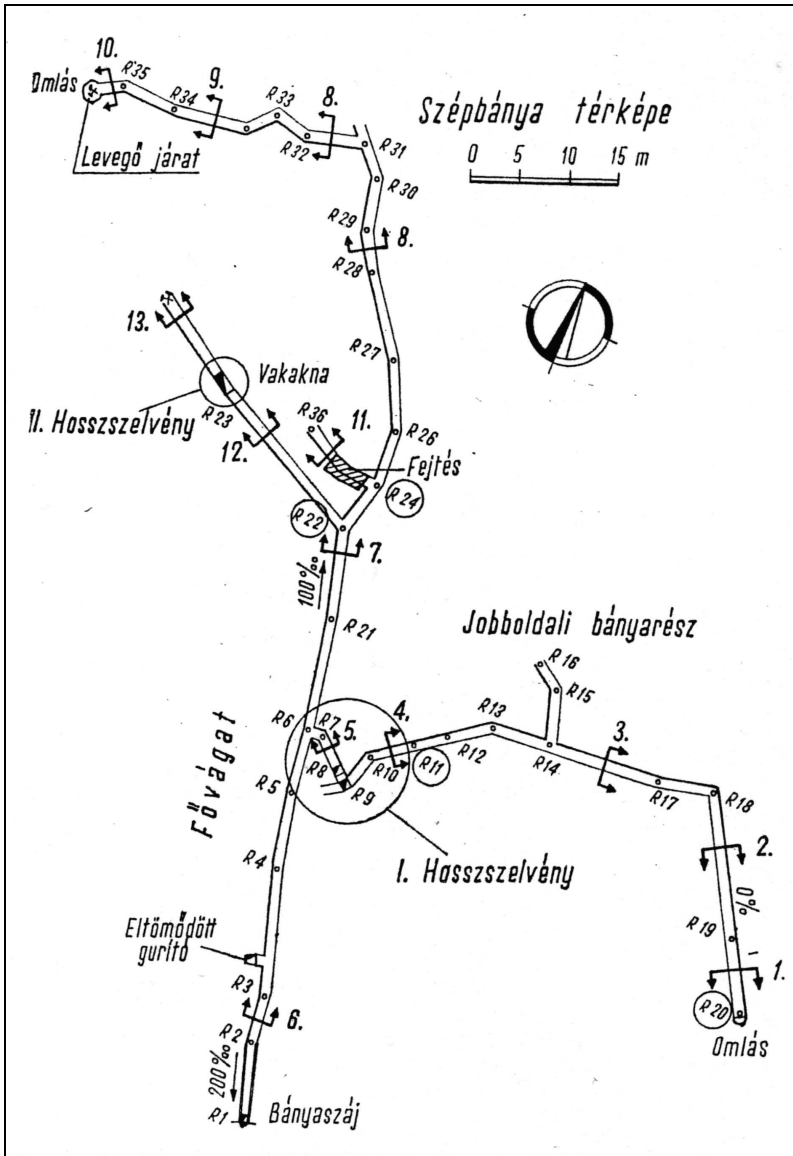 10.
R35
Omlás
R34
9.
R33
8.
Levegő járat
R32
R31
Szépbánya térképe
0 5 10 15 m
R30
R29
8.
R28
13.
R27
Vakakna
R23
II. Hosszszelvény
12.
R36
11.
R26
Fejtés
R24
R22
7.
100‰
R21
Jobboldali bányarész
R16
R15
R6
R7
5.
4.
R13
R8
R10
R11
R12
R14
3.
R5
R9
R17
R18
Fővágat
R4
I. Hosszszelvény
2.
0‰
Eltömődött
gurító
R19
R3
6.
1.
R20
R2
Omlás
200‰
R1
Bányaszáj